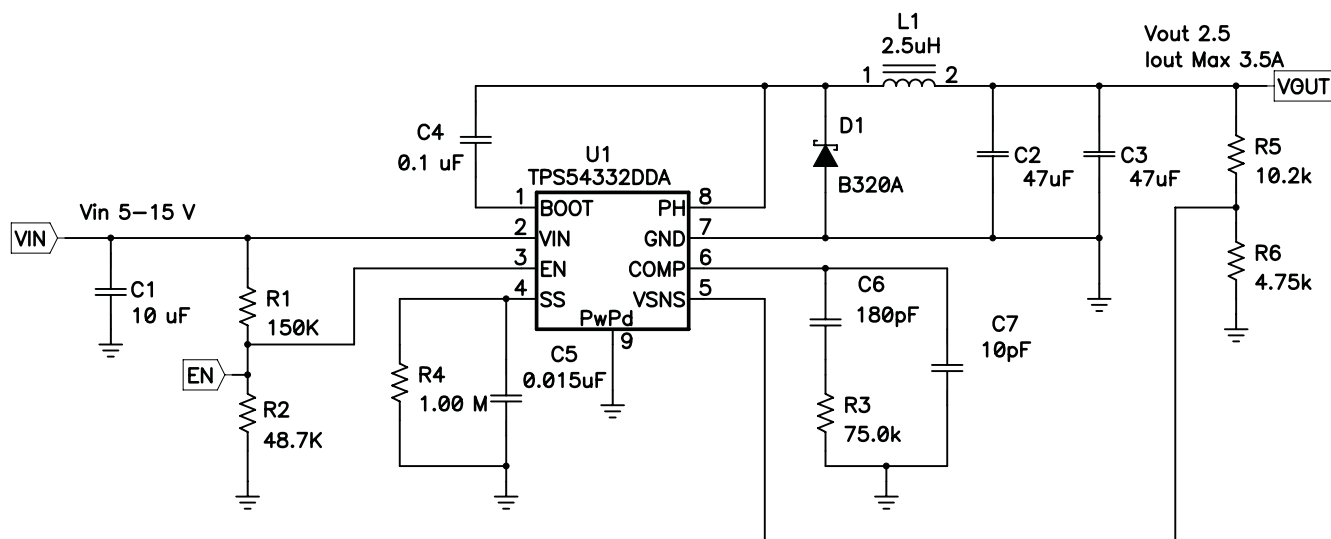 L1
2.5uH
1 2
Vout 2.5
Iout Max 3.5A
VOUT
C4
0.1 uF
D1
B320A
C2
47uF
C3
47uF
R5
10.2k
R6
4.75k
U1
TPS54332DDA
1 BOOT PH 8
2 VIN GND 7
3 EN COMP 6
4 SS VSNS 5
PwPd
9
Vin 5-15 V
VIN
C1
10 uF
R1
150K
EN
R2
48.7K
R4
1.00 M
C5
0.015uF
C6
180pF
R3
75.0k
C7
10pF